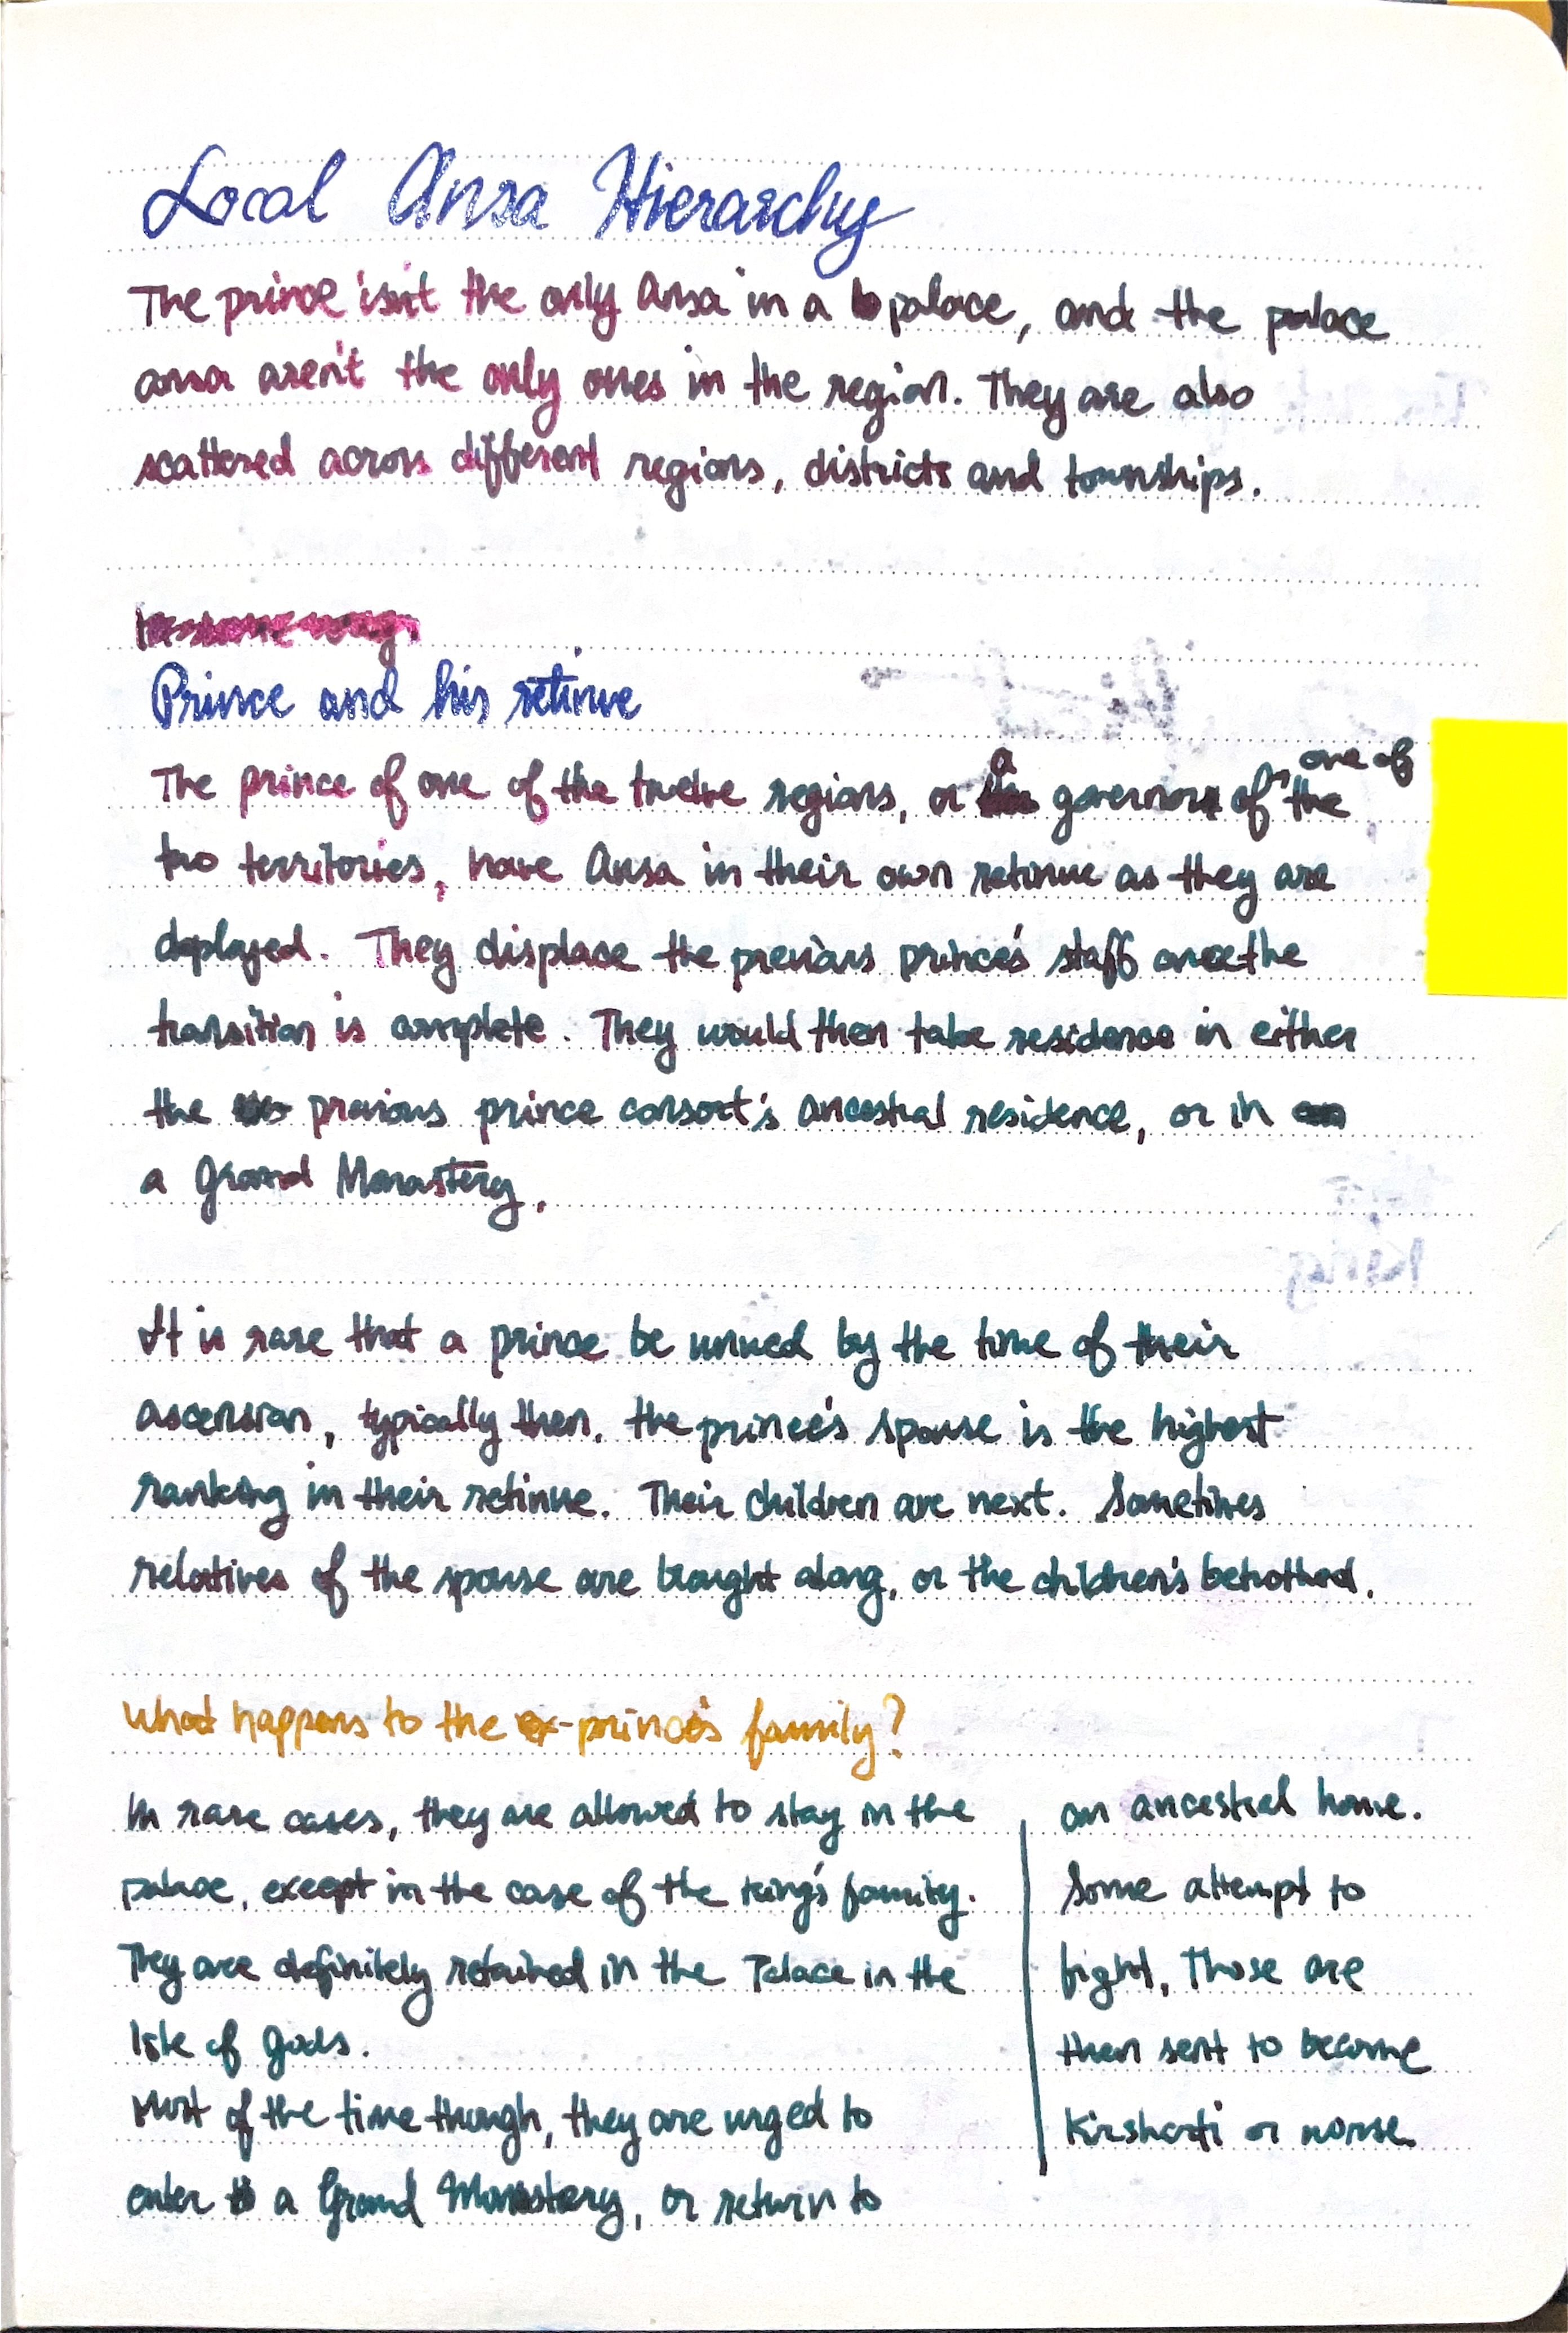 Local Ansa Hierarchy
The prince isn't the only Ansa in a palace, and the palace
ansa aren't the only ones in the region. They are also
scattered across different regions, districts and townships.
Prince and his retinue
The prince of one of the twelve regions, or a governor of one of the
two territories, have Ansa in their own retinue as they are
deployed. They displace the previous prince's staff once the
transition is complete. They would then take residence in either
the previous prince consort's ancestral residence, or in
a Grand Monastery.
It is rare that a prince be unwed by the time of their
ascension, typically then, the prince's spouse is the highest
ranking in their retinue. Their children are next. Sometimes
relatives of the spouse are brought along, or the children's betrothed.
What happens to the ex-prince's family?
In rare cases, they are allowed to stay in the
palace, except in the case of the king's family.
They are definitely retained in the Palace in the
Isle of Gods.
Most of the time though, they are urged to
enter a Grand Monastery, or return to
an ancestral home.
Some attempt to
fight. Those are
then sent to become
Kirsharti or worse.